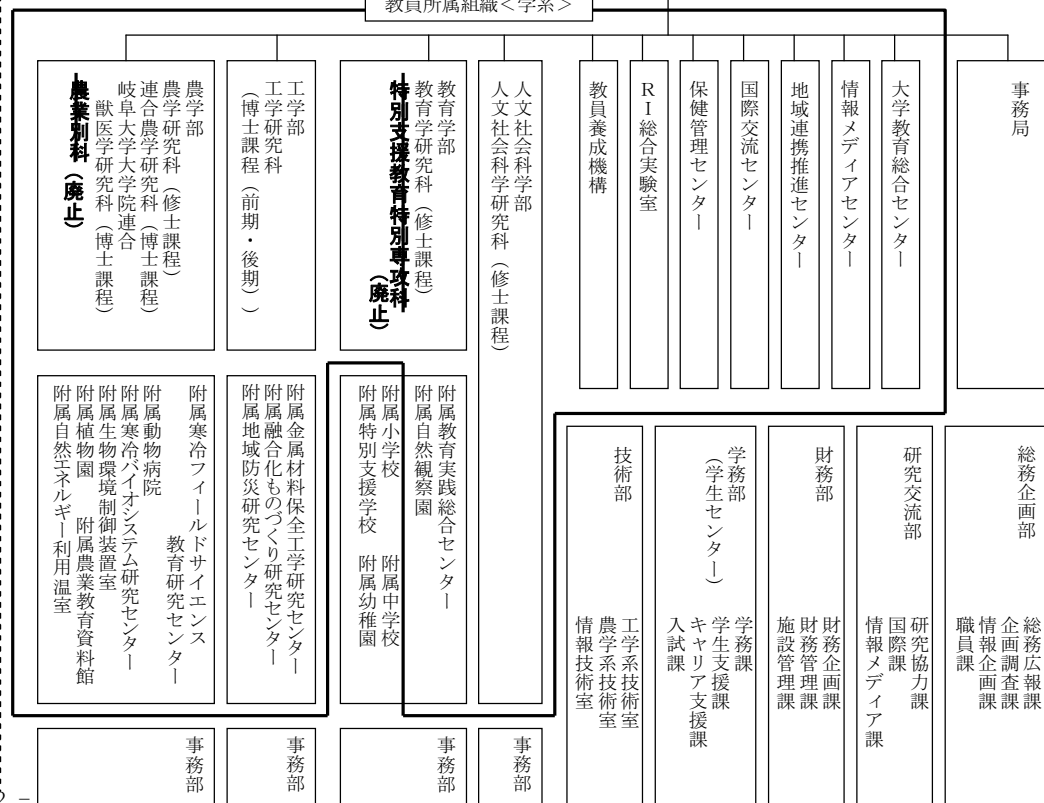 教員所属組織＜学系＞
事務局
大学教育総合センター
情報メディアセンター
地域連携推進センター
国際交流センター
保健管理センター
ＲＩ総合実験室
教員養成機構
人文社会科学部
人文社会科学研究科（修士課程）
教育学部
教育学研究科（修士課程）
特別支援教育特別専攻科
（廃止）
工学部
工学研究科
（博士課程（前期・後期））
農学部
農学研究科（修士課程）
連合農学研究科（博士課程）
岐阜大学大学院連合
獣医学研究科（博士課程）
農業別科（廃止）
附属教育実践総合センター
附属自然観察園
附属小学校　附属中学校
附属特別支援学校　附属幼稚園
附属金属材料保全工学研究センター
附属融合化ものづくり研究センター
附属地域防災研究センター
附属寒冷フィールドサイエンス
教育研究センター
附属動物病院
附属寒冷バイオシステム研究センター
附属生物環境制御装置室
附属植物園　附属農業教育資料館
附属自然エネルギー利用温室
総務企画部
総務広報課
企画調査課
情報企画課
職員課
研究交流部
研究協力課
国際課
情報メディア課
財務部
財務企画課
財務管理課
施設管理課
学務部
（学生センター）
学務課
学生支援課
キャリア支援課
入試課
技術部
工学系技術室
農学系技術室
情報技術室
事務部
事務部
事務部
事務部